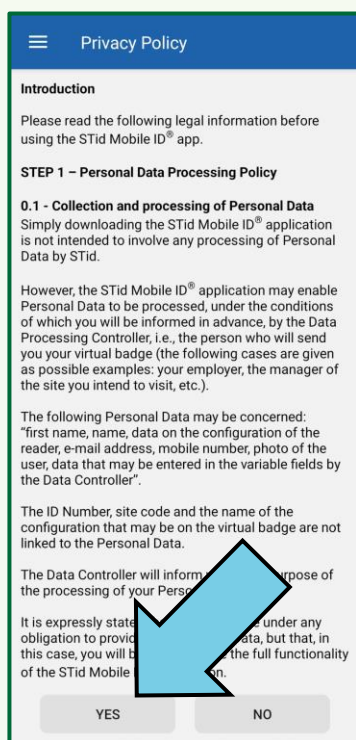 Privacy Policy
Introduction
Please read the following legal information before
using the STid Mobile ID® app.
STEP 1 – Personal Data Processing Policy
0.1 - Collection and processing of Personal Data
Simply downloading the STid Mobile ID® application
is not intended to involve any processing of Personal
Data by STid.
However, the STid Mobile ID® application may enable
Personal Data to be processed, under the conditions
of which you will be informed in advance, by the Data
Processing Controller, i.e., the person who will send
you your virtual badge (the following cases are given
as possible examples: your employer, the manager of
the site you intend to visit, etc.).
The following Personal Data may be concerned:
“first name, name, data on the configuration of the
reader, e-mail address, mobile number, photo of the
user, data that may be entered in the variable fields by
the Data Controller”.
The ID Number, site code and the name of the
configuration that may be on the virtual badge are not
linked to the Personal Data.
The Data Controller will inform
the processing of your
It is expressly under any
obligation to but that, in
this case, you will the full functionality
of the STid Mobile
YES
NO